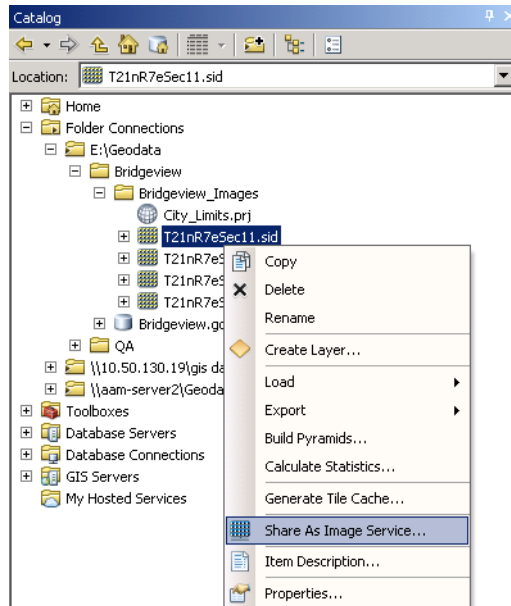 Catalog
Location: T21nR7eSec11.sid
Home
Folder Connections
E:\Geodata
Bridgeview
Bridgeview_Images
City_Limits.prj
T21nR7eSec11.sid
T21nR7eS
T21nR7eS
T21nR7eS
Bridgeview.gd
QA
\\10.50.130.19\gis da
\\aam-server2\Geoda
Toolboxes
Database Servers
Database Connections
GIS Servers
My Hosted Services
Copy
Delete
Rename
Create Layer...
Load
Export
Build Pyramids...
Calculate Statistics...
Generate Tile Cache...
Share As Image Service...
Item Description...
Properties...